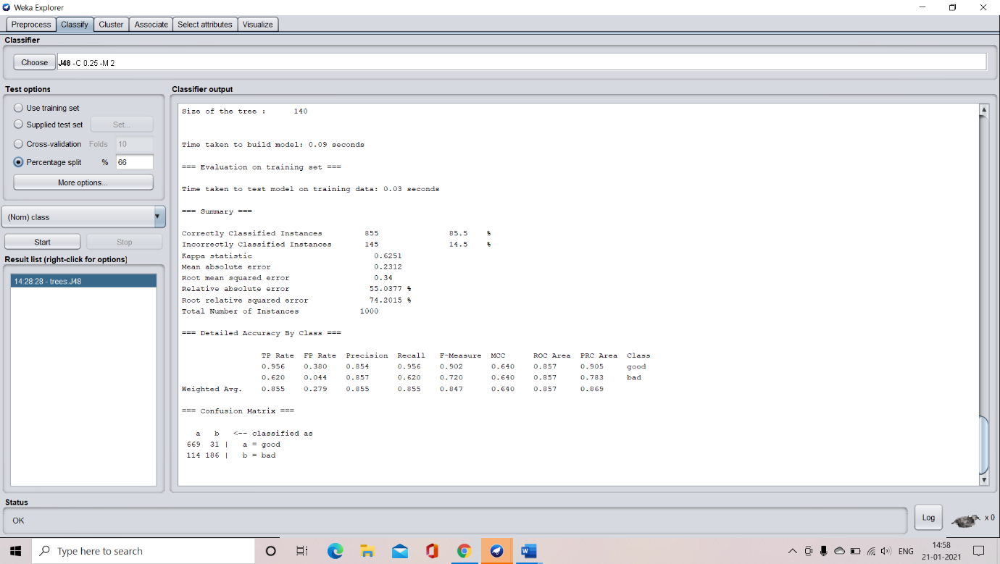 Weka Explorer
Preprocess Classify Cluster Associate Select attributes Visualize
Classifier
Choose J48 -C 0.25 -M 2
Test options
Use training set
Supplied test set Set...
Cross-validation Folds 10
Percentage split % 66
More options...
(Nom) class
Start Stop
Result list (right-click for options)
14:28:28 - trees.J48
Classifier output
Size of the tree : 140
Time taken to build model: 0.09 seconds
=== Evaluation on training set ===
Time taken to test model on training data: 0.03 seconds
=== Summary ===
Correctly Classified Instances 855 85.5 %
Incorrectly Classified Instances 145 14.5 %
Kappa statistic 0.6251
Mean absolute error 0.2312
Root mean squared error 0.34
Relative absolute error 55.0377 %
Root relative squared error 74.2015 %
Total Number of Instances 1000
=== Detailed Accuracy By Class ===
TP Rate FP Rate Precision Recall F-Measure MCC ROC Area PRC Area Class
0.956 0.380 0.854 0.956 0.902 0.640 0.857 0.905 good
0.620 0.044 0.857 0.620 0.720 0.640 0.857 0.783 bad
Weighted Avg. 0.855 0.279 0.855 0.855 0.847 0.640 0.857 0.869
=== Confusion Matrix ===
a b <-- classified as
669 31 | a = good
114 186 | b = bad
Status
OK
Log x 0
Type here to search
ENG
14:58
21-01-2021